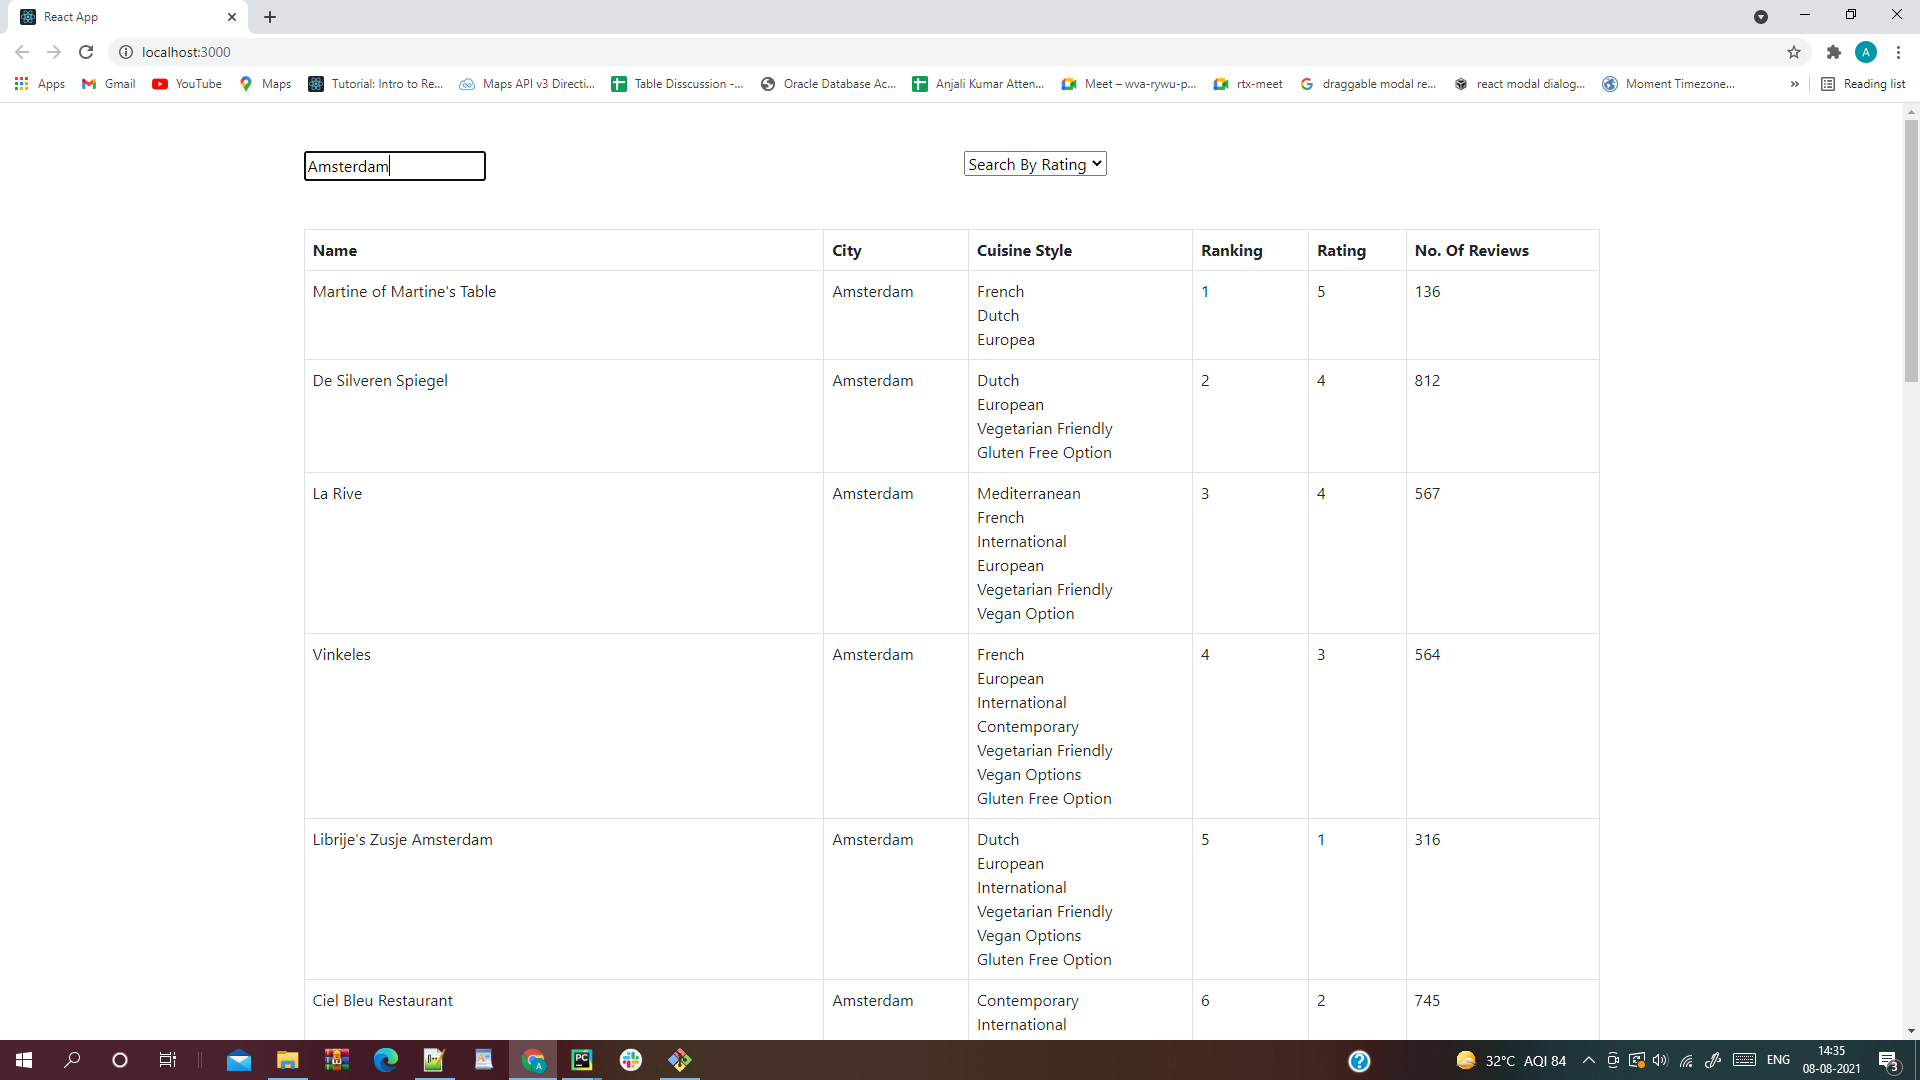 React App
localhost:3000
A
Apps Gmail YouTube Maps Tutorial: Intro to Re... Maps API v3 Directi... Table Disscussion -... Oracle Database Ac... Anjali Kumar Atten... Meet – wva-rywu-p... rtx-meet draggable modal re... react modal dialog... Moment Timezone... » Reading list
Amsterdam Search By Rating
Name City Cuisine Style Ranking Rating No. Of Reviews
Martine of Martine's Table Amsterdam French 1 5 136
Dutch
Europea
De Silveren Spiegel Amsterdam Dutch 2 4 812
European
Vegetarian Friendly
Gluten Free Option
La Rive Amsterdam Mediterranean 3 4 567
French
International
European
Vegetarian Friendly
Vegan Option
Vinkeles Amsterdam French 4 3 564
European
International
Contemporary
Vegetarian Friendly
Vegan Options
Gluten Free Option
Librije's Zusje Amsterdam Amsterdam Dutch 5 1 316
European
International
Vegetarian Friendly
Vegan Options
Gluten Free Option
Ciel Bleu Restaurant Amsterdam Contemporary 6 2 745
International
PC
A
32°C AQI 84 ENG
14:35
08-08-2021
3